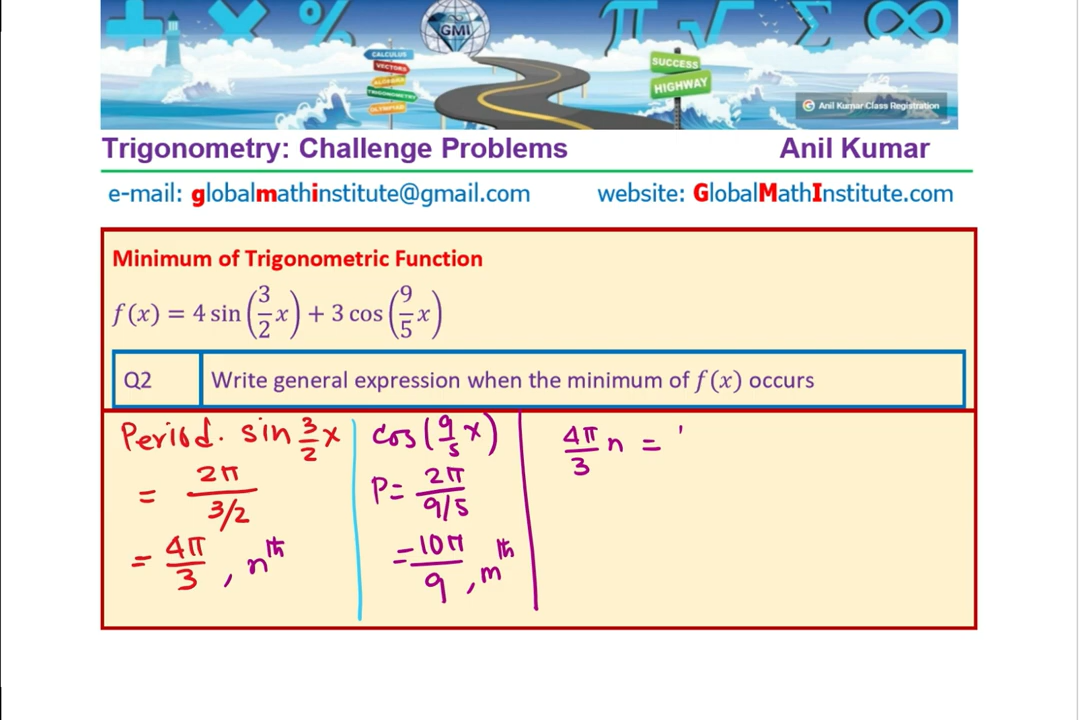 GMI
CALCULUS
VECTORS
ALGEBRA
TRIGONOMETRY
OLYMPIAD
SUCCESS
HIGHWAY
Anil Kumar Class Registration
Trigonometry: Challenge Problems Anil Kumar
e-mail: globalmathinstitute@gmail.com website: GlobalMathInstitute.com
Minimum of Trigonometric Function
f(x) = 4 sin(3/2 x) + 3 cos(9/5 x)
Q2 Write general expression when the minimum of f(x) occurs
Period. sin 3/2 x
= 2π / 3/2
= 4π/3 , nth
cos(9/5 x)
P = 2π / 9/5
= 10π/9 , mth
4π/3 n = '